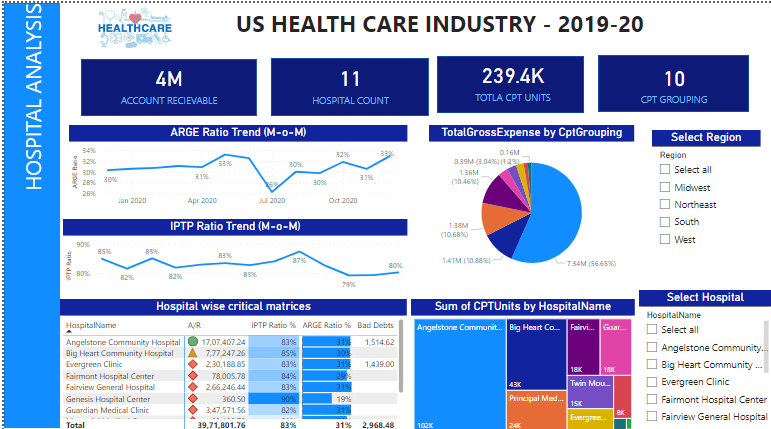 HOSPITAL ANALYSIS
HEALTHCARE
US HEALTH CARE INDUSTRY - 2019-20
4M
ACCOUNT RECIEVABLE
11
HOSPITAL COUNT
239.4K
TOTLA CPT UNITS
10
CPT GROUPING
ARGE Ratio Trend (M-o-M)
ARGE Ratio
34%
32%
30%
28%
26%
30%
31%
33%
26%
30%
30%
32%
31%
33%
Jan 2020
Apr 2020
Jul 2020
Oct 2020
IPTP Ratio Trend (M-o-M)
IPTP Ratio
90%
80%
85%
82%
85%
82%
83%
83%
87%
79%
80%
TotalGrossExpense by CptGrouping
0.16M
0.39M (3.04%)
(1.2%)
1.36M
(10.46%)
1.38M
(10.68%)
1.41M (10.88%)
7.34M (56.65%)
Select Region
Region
Select all
Midwest
Northeast
South
West
Hospital wise critical matrices
HospitalName A/R IPTP Ratio % ARGE Ratio % Bad Debts
Angelstone Community Hospital 17,07,407.24 83% 31% 1,514.62
Big Heart Community Hospital 7,77,247.26 85% 30%
Evergreen Clinic 2,30,188.85 83% 31% 1,439.00
Fairmont Hospital Center 78,005.78 84% 29%
Fairview General Hospital 2,66,246.44 83% 31%
Genesis Hospital Center 360.50 90% 19%
Guardian Medical Clinic 3,47,571.56 82% 31%
Total 39,71,801.76 83% 31% 2,968.48
Sum of CPTUnits by HospitalName
Angelstone Communit...
102K
Big Heart Co...
43K
Principal Med...
24K
Fairvi...
18K
Guar...
18K
Twin Mou...
15K
Evergree...
8K
Select Hospital
HospitalName
Select all
Angelstone Community...
Big Heart Community ...
Evergreen Clinic
Fairmont Hospital Center
Fairview General Hospital